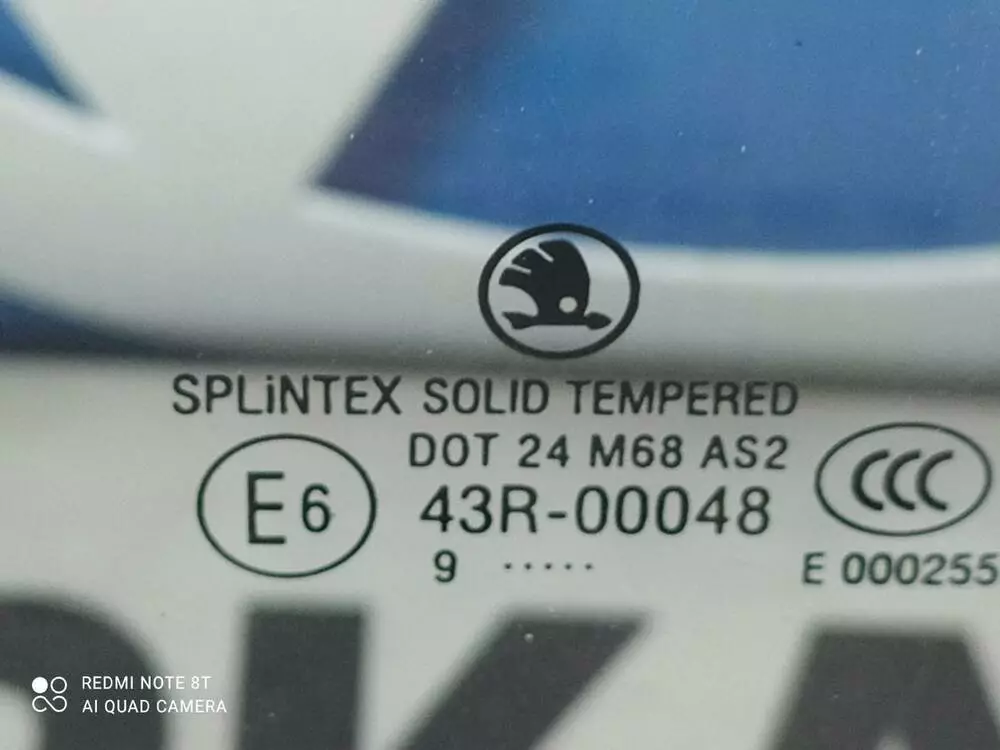 SPLiNTEX SOLID TEMPERED
DOT 24 M68 AS2
E6
43R-00048
CCC
9 .....
E 000255
REDMI NOTE 8T
AI QUAD CAMERA